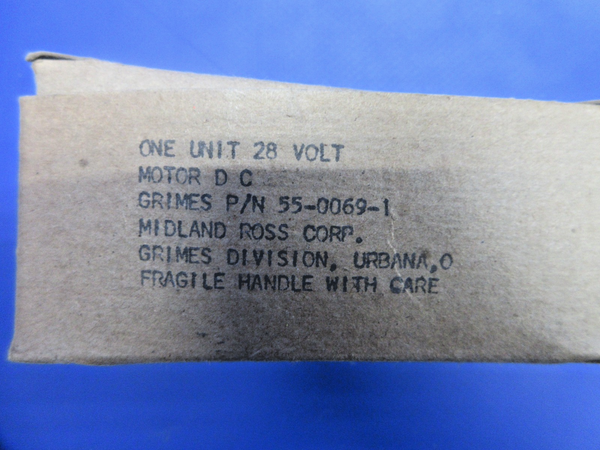 ONE UNIT 28 VOLT
MOTOR D C
GRIMES P/N 55-0069-1
MIDLAND ROSS CORP.
GRIMES DIVISION, URBANA,O
FRAGILE HANDLE WITH CARE